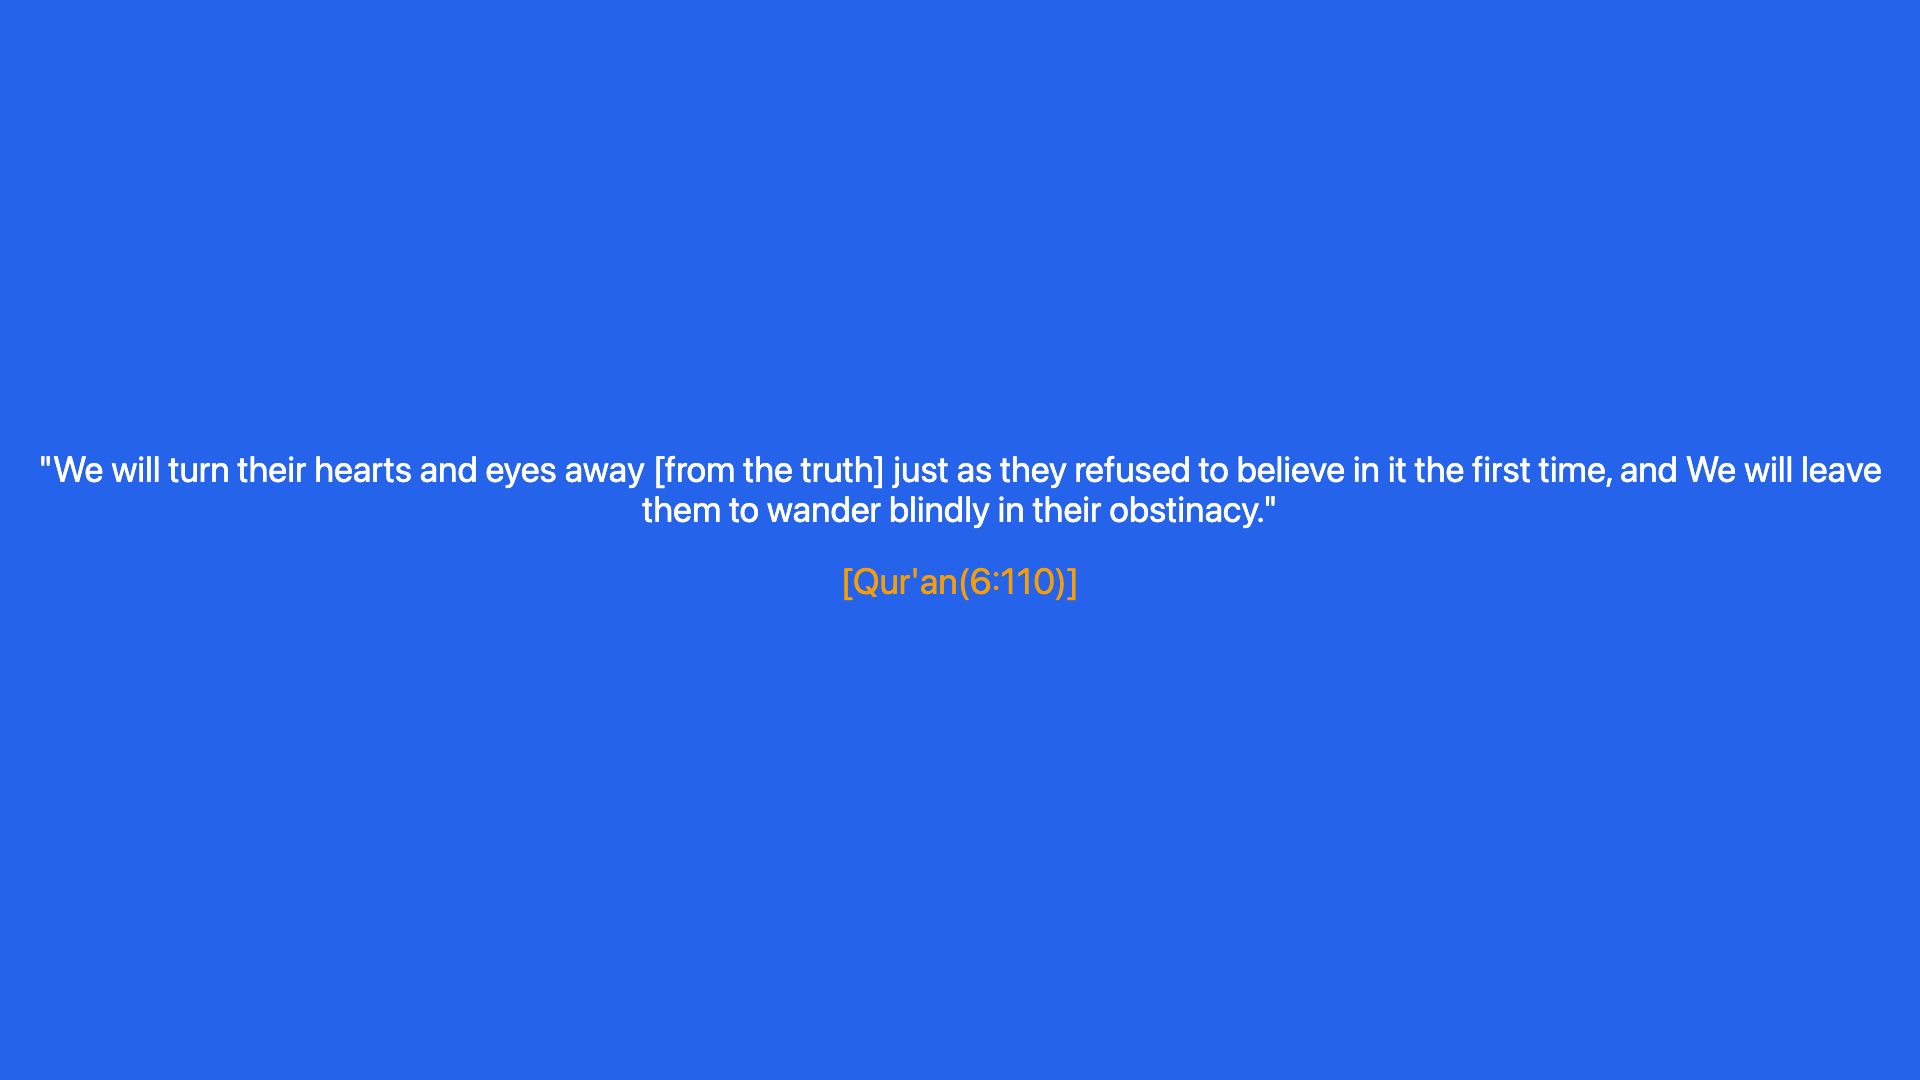 "We will turn their hearts and eyes away [from the truth] just as they refused to believe in it the first time, and We will leave
them to wander blindly in their obstinacy."
[Qur'an(6:110)]